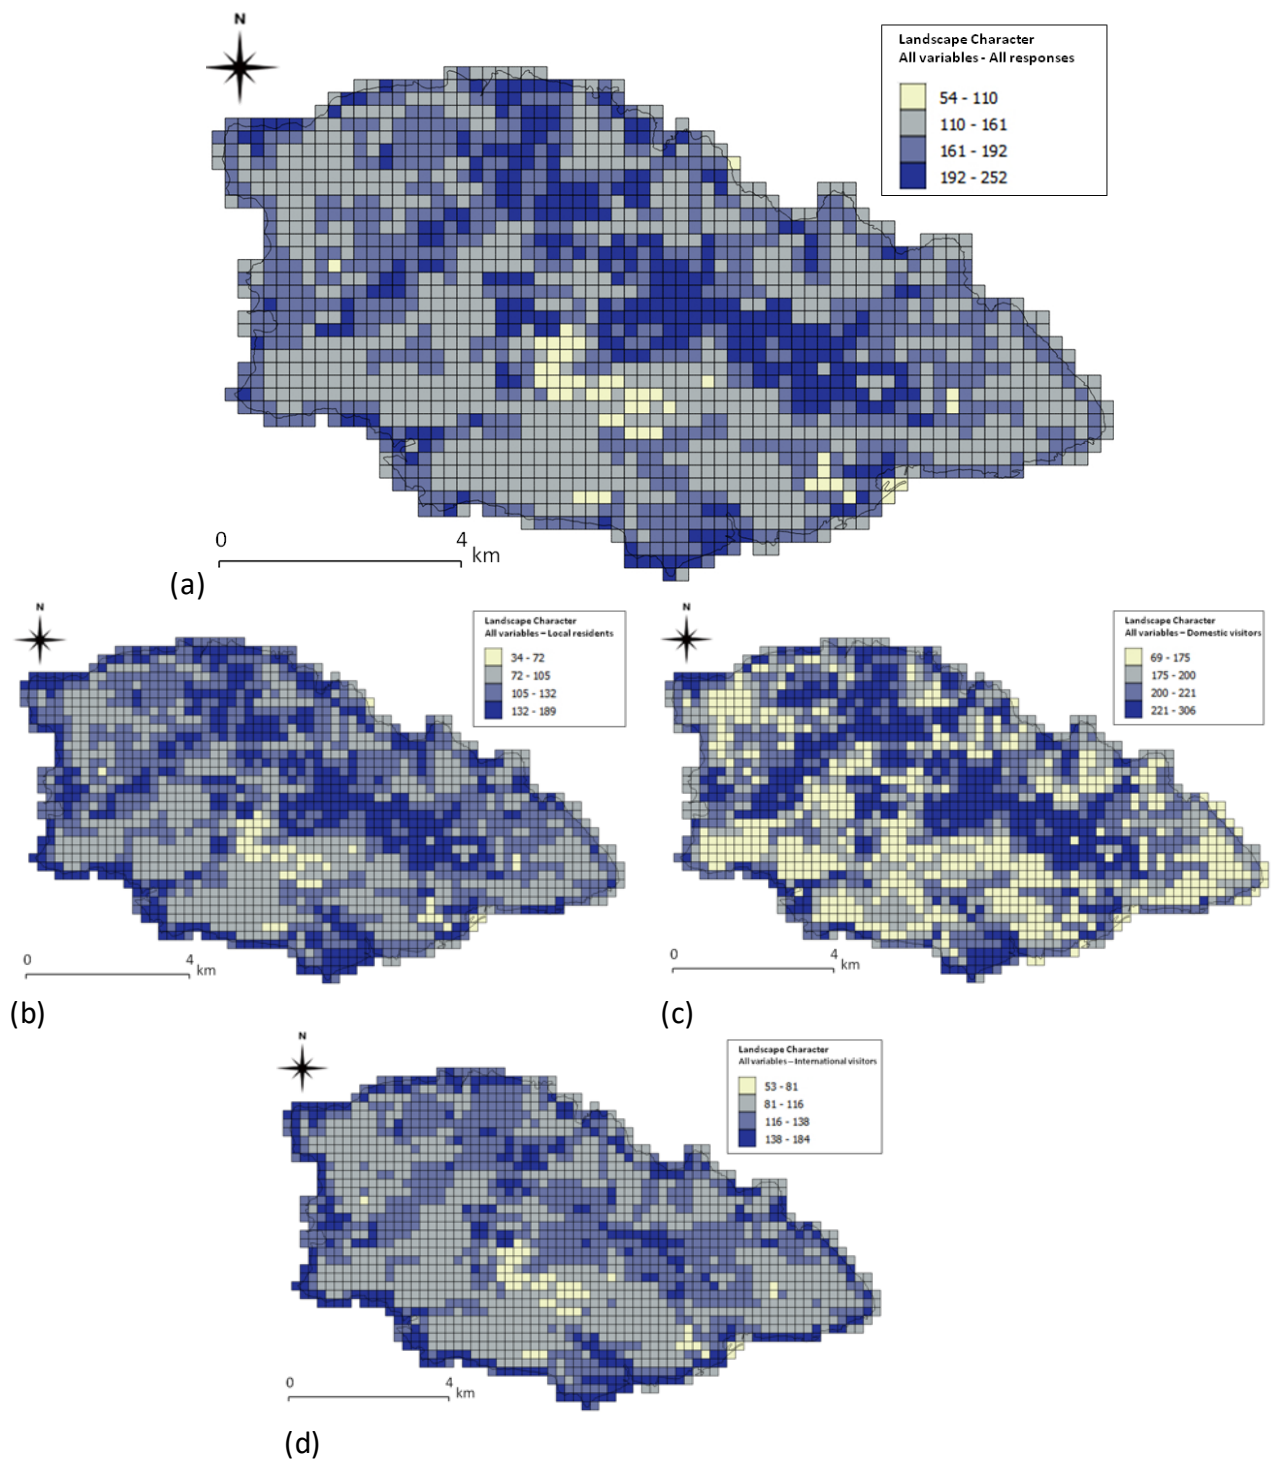 N
Landscape Character
All variables - All responses
54 - 110
110 - 161
161 - 192
192 - 252
0 4
km
(a)
N
Landscape Character
All variables – Local residents
34 - 72
72 - 105
105 - 132
132 - 189
0 4
km
(b)
N
Landscape Character
All variables – Domestic visitors
69 - 175
175 - 200
200 - 221
221 - 306
0 4
km
(c)
N
Landscape Character
All variables – International visitors
53 - 81
81 - 116
116 - 138
138 - 184
0 4
km
(d)